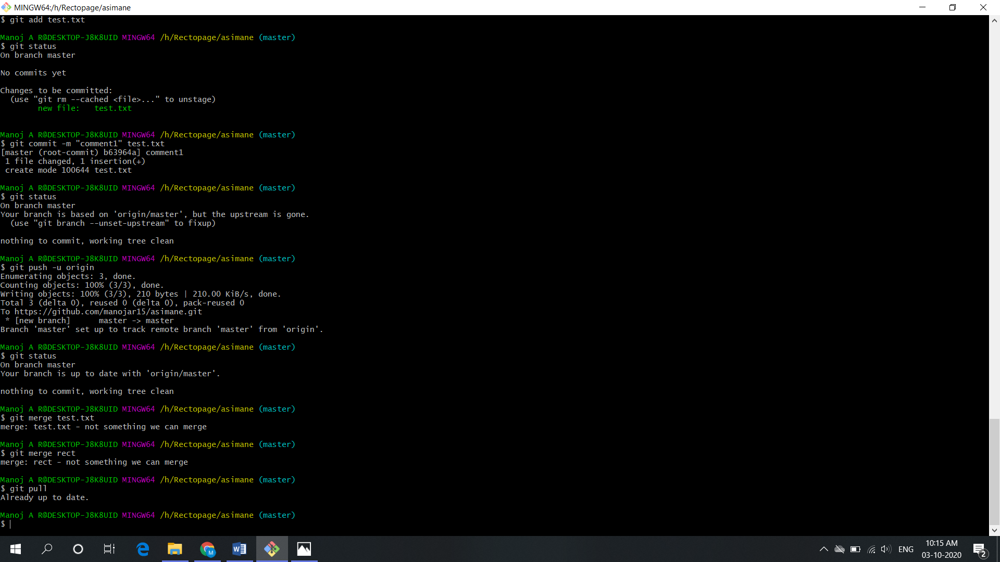 MINGW64:/h/Rectopage/asimane
$ git add test.txt
Manoj A R@DESKTOP-J8K8UID MINGW64 /h/Rectopage/asimane (master)
$ git status
On branch master
No commits yet
Changes to be committed:
  (use "git rm --cached <file>..." to unstage)
        new file:   test.txt
Manoj A R@DESKTOP-J8K8UID MINGW64 /h/Rectopage/asimane (master)
$ git commit -m "comment1" test.txt
[master (root-commit) b63964a] comment1
 1 file changed, 1 insertion(+)
 create mode 100644 test.txt
Manoj A R@DESKTOP-J8K8UID MINGW64 /h/Rectopage/asimane (master)
$ git status
On branch master
Your branch is based on 'origin/master', but the upstream is gone.
  (use "git branch --unset-upstream" to fixup)
nothing to commit, working tree clean
Manoj A R@DESKTOP-J8K8UID MINGW64 /h/Rectopage/asimane (master)
$ git push -u origin
Enumerating objects: 3, done.
Counting objects: 100% (3/3), done.
Writing objects: 100% (3/3), 210 bytes | 210.00 KiB/s, done.
Total 3 (delta 0), reused 0 (delta 0), pack-reused 0
To https://github.com/manojar15/asimane.git
 * [new branch]      master -> master
Branch 'master' set up to track remote branch 'master' from 'origin'.
Manoj A R@DESKTOP-J8K8UID MINGW64 /h/Rectopage/asimane (master)
$ git status
On branch master
Your branch is up to date with 'origin/master'.
nothing to commit, working tree clean
Manoj A R@DESKTOP-J8K8UID MINGW64 /h/Rectopage/asimane (master)
$ git merge test.txt
merge: test.txt - not something we can merge
Manoj A R@DESKTOP-J8K8UID MINGW64 /h/Rectopage/asimane (master)
$ git merge rect
merge: rect - not something we can merge
Manoj A R@DESKTOP-J8K8UID MINGW64 /h/Rectopage/asimane (master)
$ git pull
Already up to date.
Manoj A R@DESKTOP-J8K8UID MINGW64 /h/Rectopage/asimane (master)
$
ENG
10:15 AM
03-10-2020
2